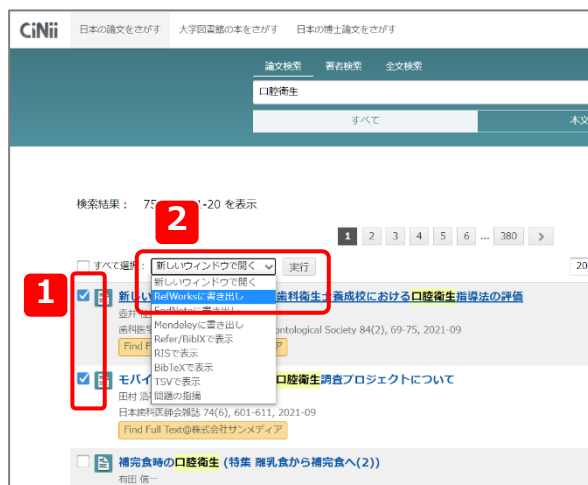 CiNii 日本の論文をさがす 大学図書館の本をさがす 日本の博士論文をさがす
論文検索 著者検索 全文検索
口腔衛生
すべて 本文
検索結果： 75 1-20 を表示
2
1 2 3 4 5 6 ... 380 >
すべて選択： 新しいウィンドウで開く 実行 20
新しいウィンドウで開く
1
RefWorksに書き出し
EndNoteに書き出し
Mendeleyに書き出し
Refer/BibIXで表示
RISで表示
BibTeXで表示
TSVで表示
問題の指摘
新しい 歯科衛生士養成校における口腔衛生指導法の評価
歯科医学 ontological Society 84(2), 69-75, 2021-09
Find F ア
モバイ 口腔衛生調査プロジェクトについて
田村 浩
日本歯科医師会雑誌 74(6), 601-611, 2021-09
Find Full Text@株式会社サンメディア
補完食時の口腔衛生 (特集 離乳食から補完食へ(2))
有田 信一